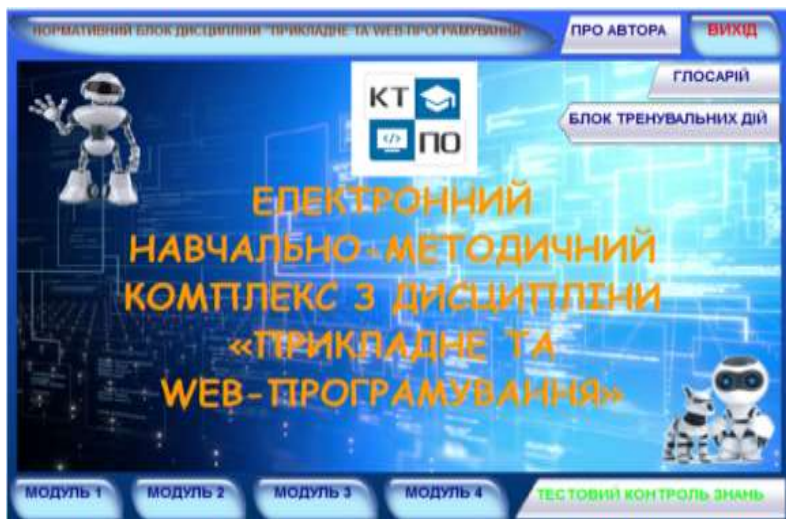 НОРМАТИВНИЙ БЛОК ДИСЦИПЛІНИ "ПРИКЛАДНЕ ТА WEB-ПРОГРАМУВАННЯ"
ПРО АВТОРА
ВИХІД
ГЛОСАРІЙ
БЛОК ТРЕНУВАЛЬНИХ ДІЙ
КТ
</> ПО
ЕЛЕКТРОННИЙ
НАВЧАЛЬНО-МЕТОДИЧНИЙ
КОМПЛЕКС З ДИСЦИПЛІНИ
«ПРИКЛАДНЕ ТА
WEB-ПРОГРАМУВАННЯ»
МОДУЛЬ 1
МОДУЛЬ 2
МОДУЛЬ 3
МОДУЛЬ 4
ТЕСТОВИЙ КОНТРОЛЬ ЗНАНЬ